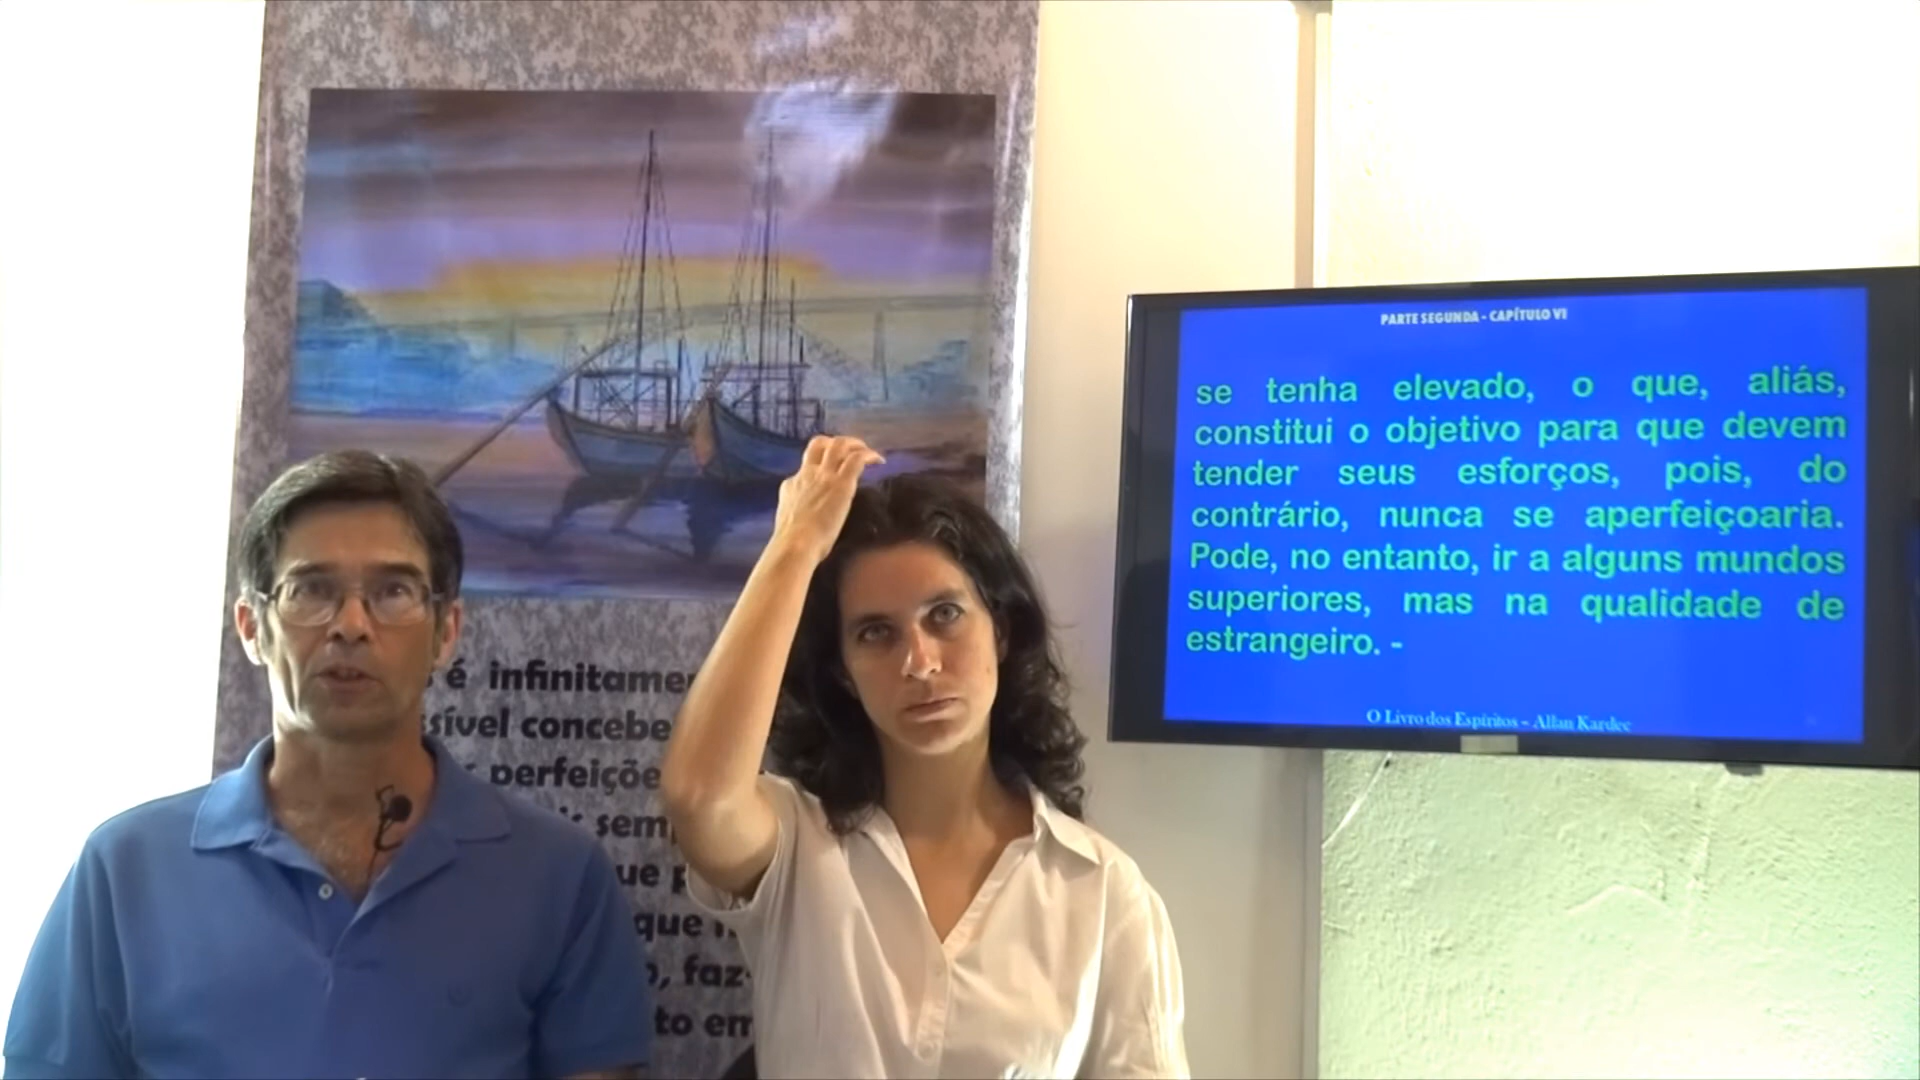 é infinitamen
ssível concebe
perfeiçõe
sem
ue p
que
, faz-
to em
PARTE SEGUNDA - CAPÍTULO VI
se tenha elevado, o que, aliás,
constitui o objetivo para que devem
tender seus esforços, pois, do
contrário, nunca se aperfeiçoaria.
Pode, no entanto, ir a alguns mundos
superiores, mas na qualidade de
estrangeiro. -
O Livro dos Espíritos - Allan Kardec